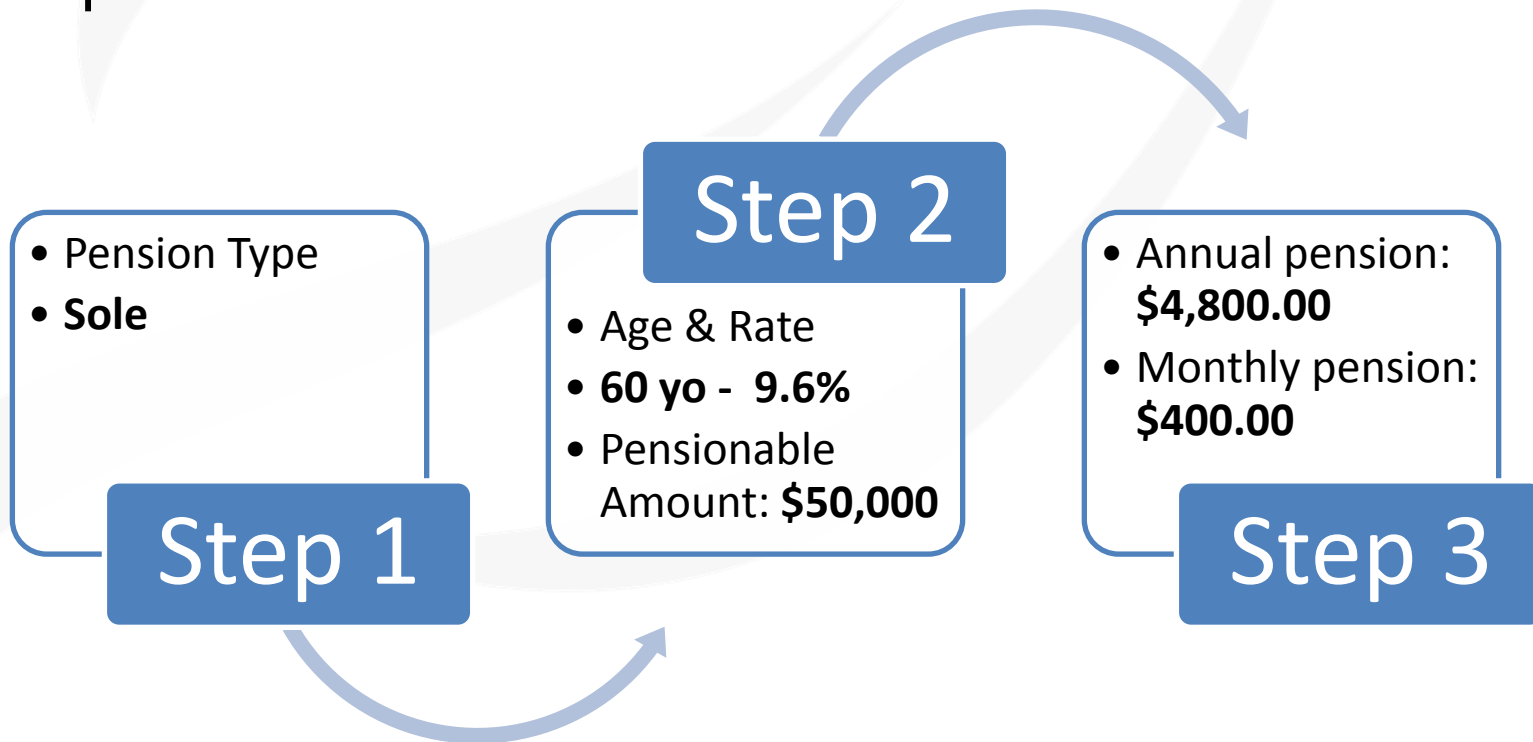 • Pension Type
• Sole
Step 1
Step 2
• Age & Rate
• 60 yo - 9.6%
• Pensionable
Amount: $50,000
• Annual pension:
$4,800.00
• Monthly pension:
$400.00
Step 3